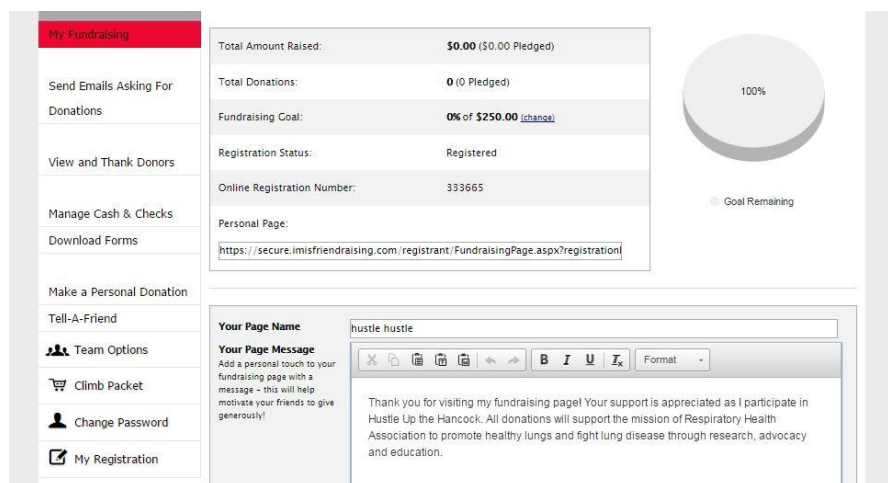 My Fundraising
Send Emails Asking For
Donations
View and Thank Donors
Manage Cash & Checks
Download Forms
Make a Personal Donation
Tell-A-Friend
Team Options
Climb Packet
Change Password
My Registration
Total Amount Raised: $0.00 ($0.00 Pledged)
Total Donations: 0 (0 Pledged)
Fundraising Goal: 0% of $250.00 (change)
Registration Status: Registered
Online Registration Number: 333665
Personal Page:
https://secure.imisfriendraising.com/registrant/FundraisingPage.aspx?registrationI
100%
Goal Remaining
Your Page Name hustle hustle
Your Page Message
Add a personal touch to your
fundraising page with a
message - this will help
motivate your friends to give
generously!
B I U Tx Format
Thank you for visiting my fundraising page! Your support is appreciated as I participate in
Hustle Up the Hancock. All donations will support the mission of Respiratory Health
Association to promote healthy lungs and fight lung disease through research, advocacy
and education.